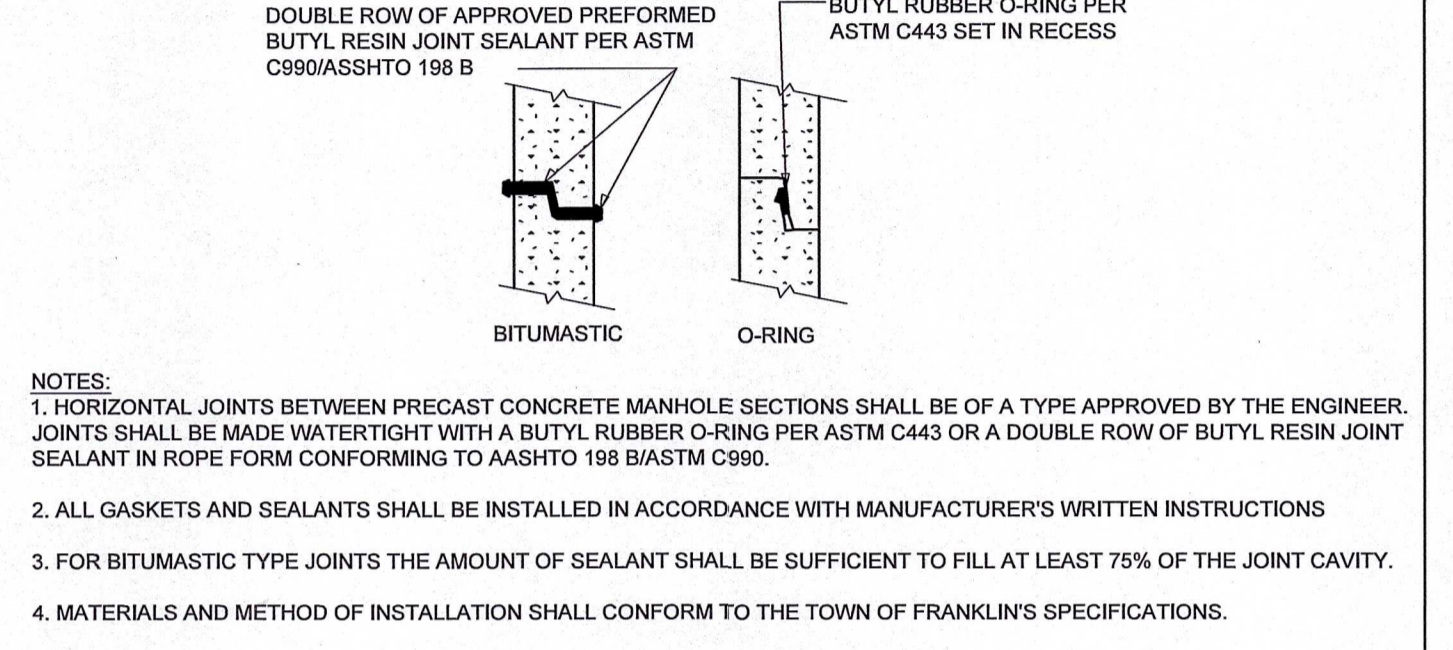 DOUBLE ROW OF APPROVED PREFORMED
BUTYL RESIN JOINT SEALANT PER ASTM
C990/ASSHTO 198 B
BUTYL RUBBER O-RING PER
ASTM C443 SET IN RECESS
BITUMASTIC
O-RING
NOTES:
1. HORIZONTAL JOINTS BETWEEN PRECAST CONCRETE MANHOLE SECTIONS SHALL BE OF A TYPE APPROVED BY THE ENGINEER.
JOINTS SHALL BE MADE WATERTIGHT WITH A BUTYL RUBBER O-RING PER ASTM C443 OR A DOUBLE ROW OF BUTYL RESIN JOINT
SEALANT IN ROPE FORM CONFORMING TO AASHTO 198 B/ASTM C990.
2. ALL GASKETS AND SEALANTS SHALL BE INSTALLED IN ACCORDANCE WITH MANUFACTURER'S WRITTEN INSTRUCTIONS
3. FOR BITUMASTIC TYPE JOINTS THE AMOUNT OF SEALANT SHALL BE SUFFICIENT TO FILL AT LEAST 75% OF THE JOINT CAVITY.
4. MATERIALS AND METHOD OF INSTALLATION SHALL CONFORM TO THE TOWN OF FRANKLIN'S SPECIFICATIONS.